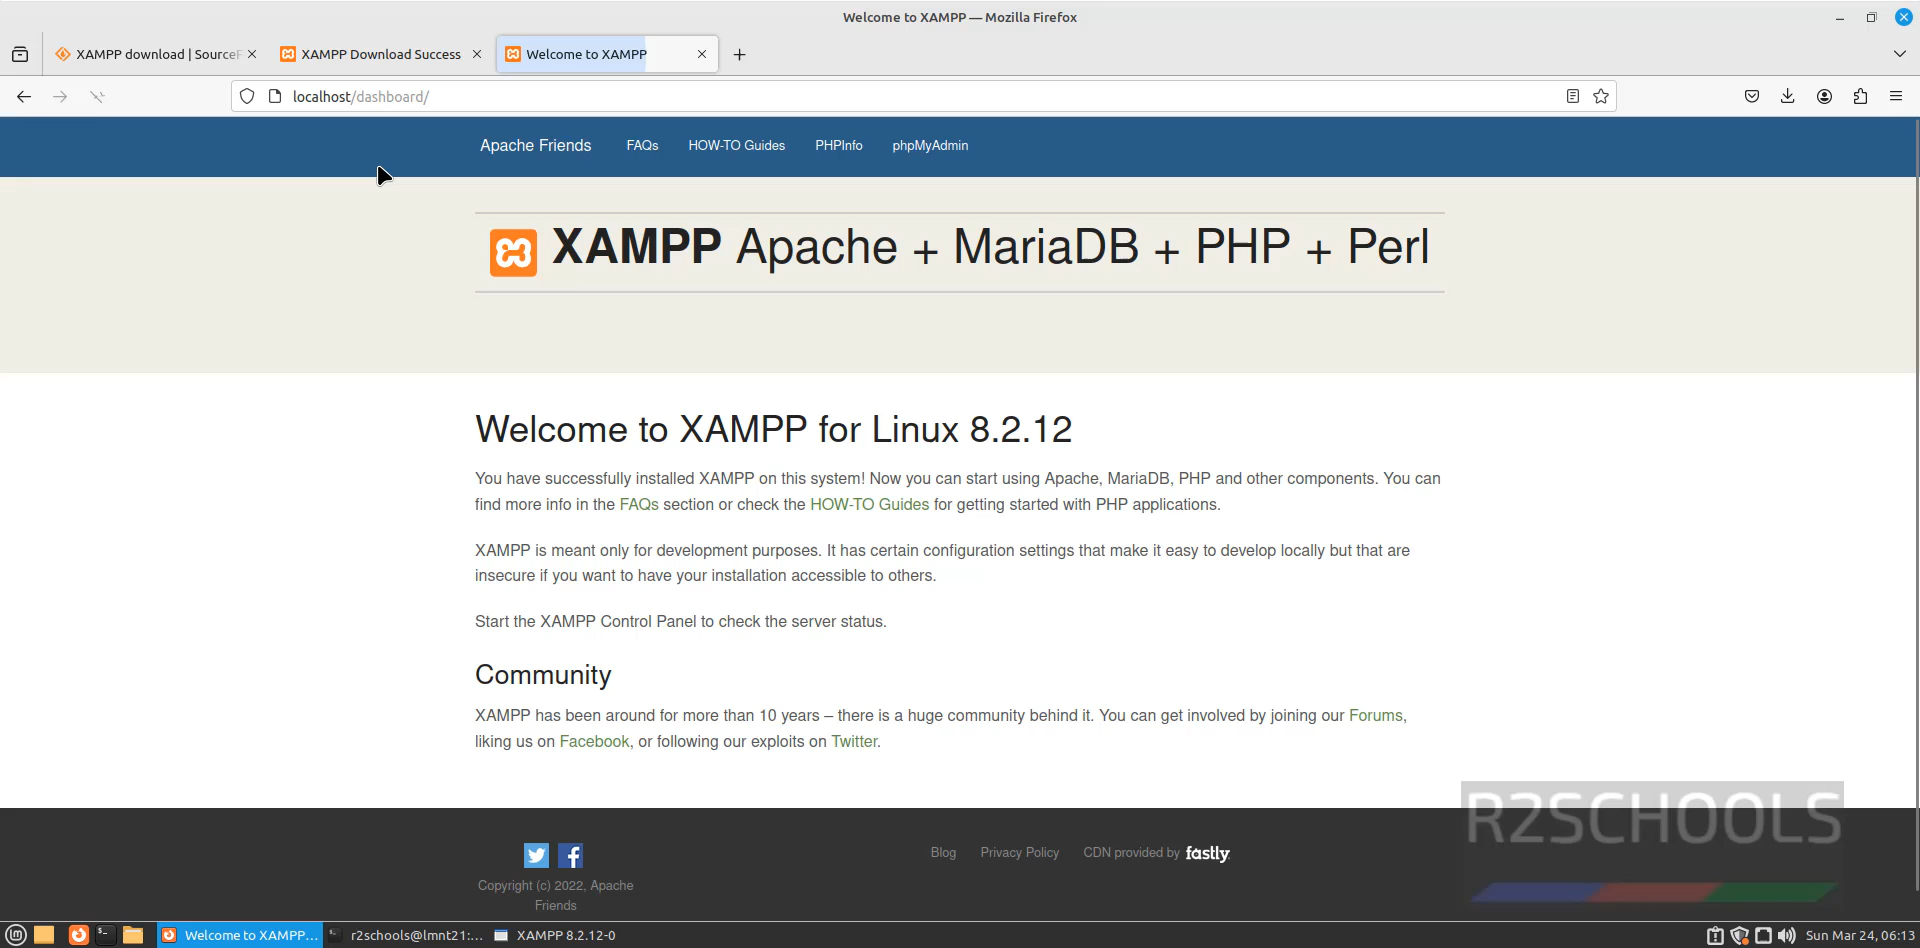 Welcome to XAMPP — Mozilla Firefox
XAMPP download | Source
XAMPP Download Success
Welcome to XAMPP
localhost/dashboard/
Apache Friends
FAQs
HOW-TO Guides
PHPInfo
phpMyAdmin
XAMPP Apache + MariaDB + PHP + Perl
Welcome to XAMPP for Linux 8.2.12
You have successfully installed XAMPP on this system! Now you can start using Apache, MariaDB, PHP and other components. You can
find more info in the FAQs section or check the HOW-TO Guides for getting started with PHP applications.
XAMPP is meant only for development purposes. It has certain configuration settings that make it easy to develop locally but that are
insecure if you want to have your installation accessible to others.
Start the XAMPP Control Panel to check the server status.
Community
XAMPP has been around for more than 10 years – there is a huge community behind it. You can get involved by joining our Forums,
liking us on Facebook, or following our exploits on Twitter.
R2SCHOOLS
Blog
Privacy Policy
CDN provided by fastly
Copyright (c) 2022, Apache
Friends
Welcome to XAMPP...
r2schools@lmnt21:...
XAMPP 8.2.12-0
Sun Mar 24, 06:13